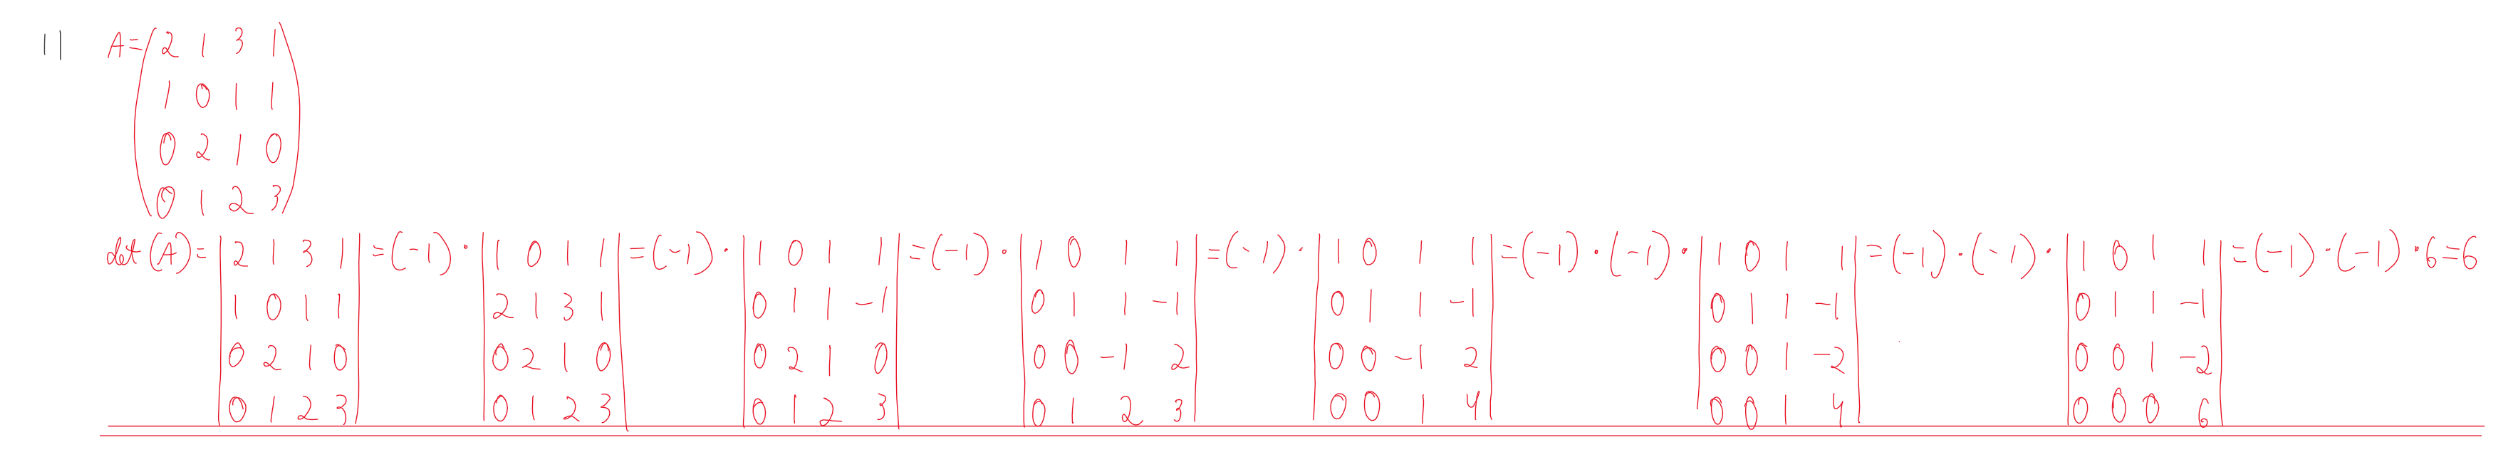 11 A=(2 1 3 1
1 0 1 1
0 2 1 0
0 1 2 3)
det(A)=|2 1 3 1|=(-1)·|1 0 1 1|=(-1)·|1 0 1 1|=(-1)·|1 0 1 1|=(-1)·|1 0 1 1|=(-1)·(-1)·|1 0 1 1|=(-1)·(-1)·|1 0 1 1|=(-1)·(-1)·6=6
|1 0 1 1| |2 1 3 1| |0 1 1 -1| |0 1 1 -1| |0 1 1 -1| |0 1 1 -1| |0 1 1 -1|
|0 2 1 0| |0 2 1 0| |0 2 1 0| |0 0 -1 2| |0 0 -1 2| |0 0 1 -2| |0 0 1 -2|
|0 1 2 3| |0 1 2 3| |0 1 2 3| |0 1 2 3| |0 0 1 4| |0 0 1 4| |0 0 0 6|